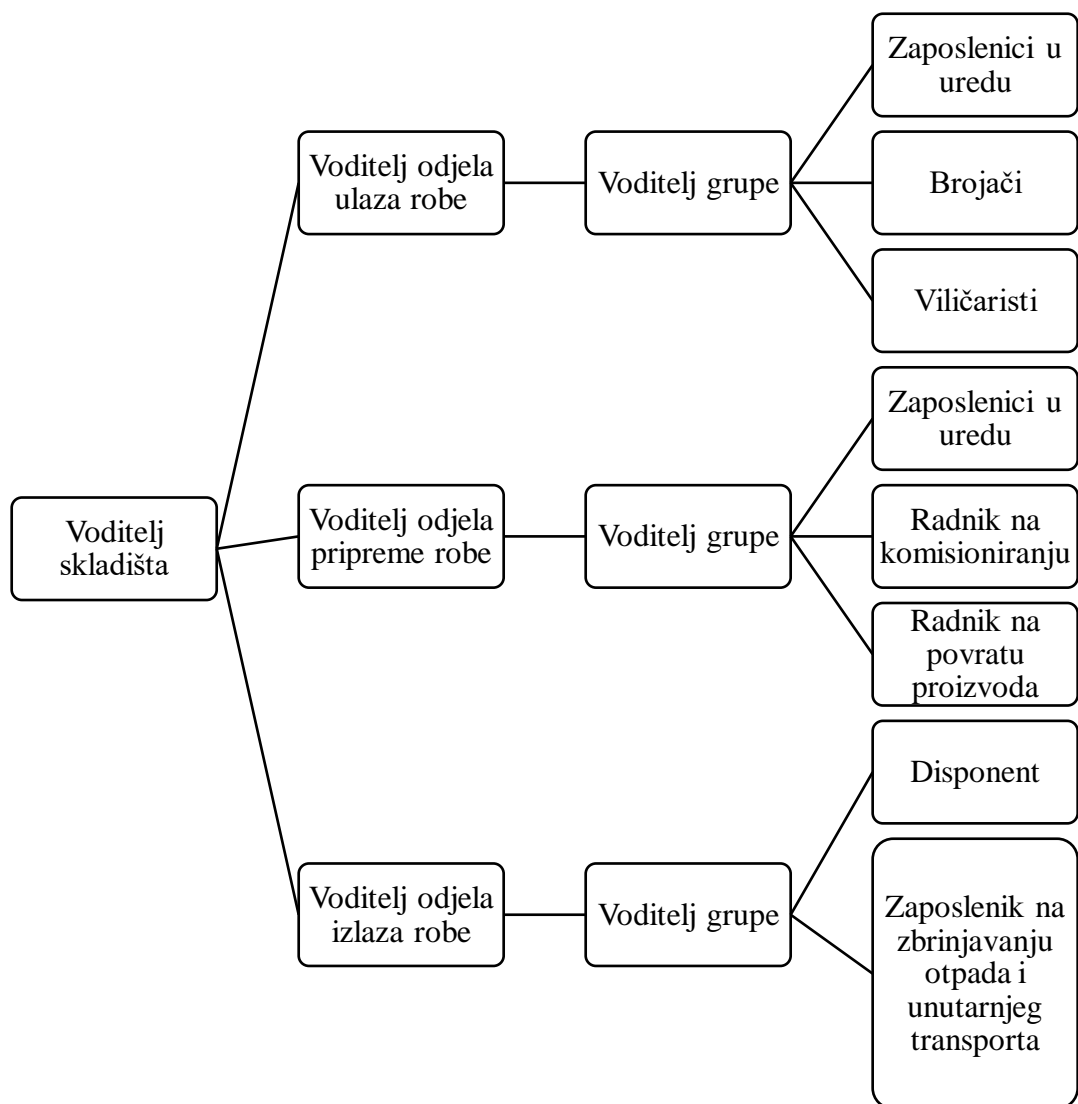 Voditelj
skladišta
Voditelj odjela
ulaza robe
Voditelj grupe
Zaposlenici u
uredu
Brojači
Viličaristi
Voditelj odjela
pripreme robe
Voditelj grupe
Zaposlenici u
uredu
Radnik na
komisioniranju
Radnik na
povratu
proizvoda
Voditelj odjela
izlaza robe
Voditelj grupe
Disponent
Zaposlenik na
zbrinjavanju
otpada i
unutarnjeg
transporta